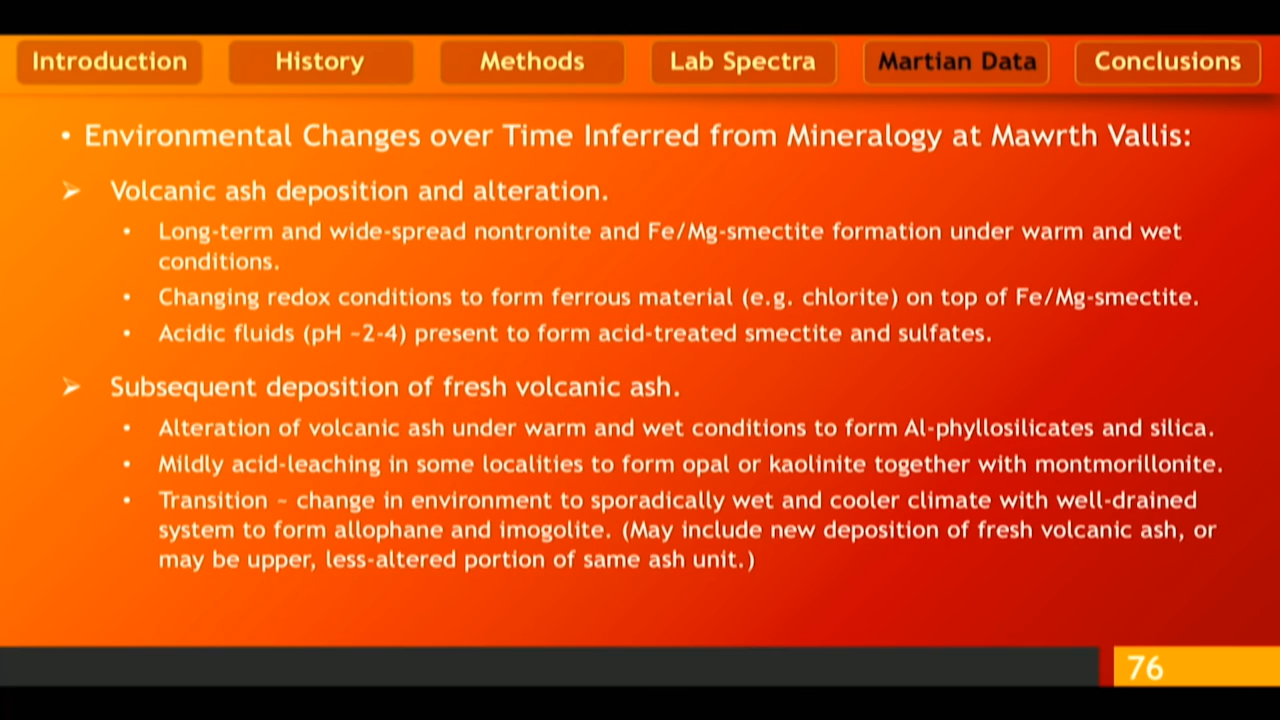 Introduction
History
Methods
Lab Spectra
Martian Data
Conclusions
• Environmental Changes over Time Inferred from Mineralogy at Mawrth Vallis:
➢ Volcanic ash deposition and alteration.
• Long-term and wide-spread nontronite and Fe/Mg-smectite formation under warm and wet
conditions.
• Changing redox conditions to form ferrous material (e.g. chlorite) on top of Fe/Mg-smectite.
• Acidic fluids (pH ~2-4) present to form acid-treated smectite and sulfates.
➢ Subsequent deposition of fresh volcanic ash.
• Alteration of volcanic ash under warm and wet conditions to form Al-phyllosilicates and silica.
• Mildly acid-leaching in some localities to form opal or kaolinite together with montmorillonite.
• Transition ~ change in environment to sporadically wet and cooler climate with well-drained
system to form allophane and imogolite. (May include new deposition of fresh volcanic ash, or
may be upper, less-altered portion of same ash unit.)
76